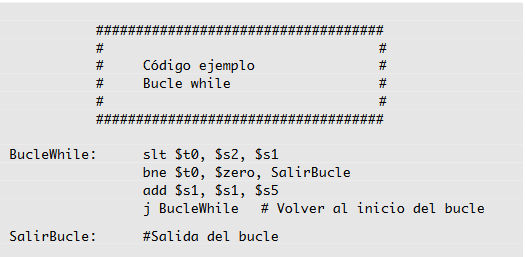 ####################################
# #
# Código ejemplo #
# Bucle while #
# #
####################################
BucleWhile: slt $t0, $s2, $s1
bne $t0, $zero, SalirBucle
add $s1, $s1, $s5
j BucleWhile # Volver al inicio del bucle
SalirBucle: #Salida del bucle